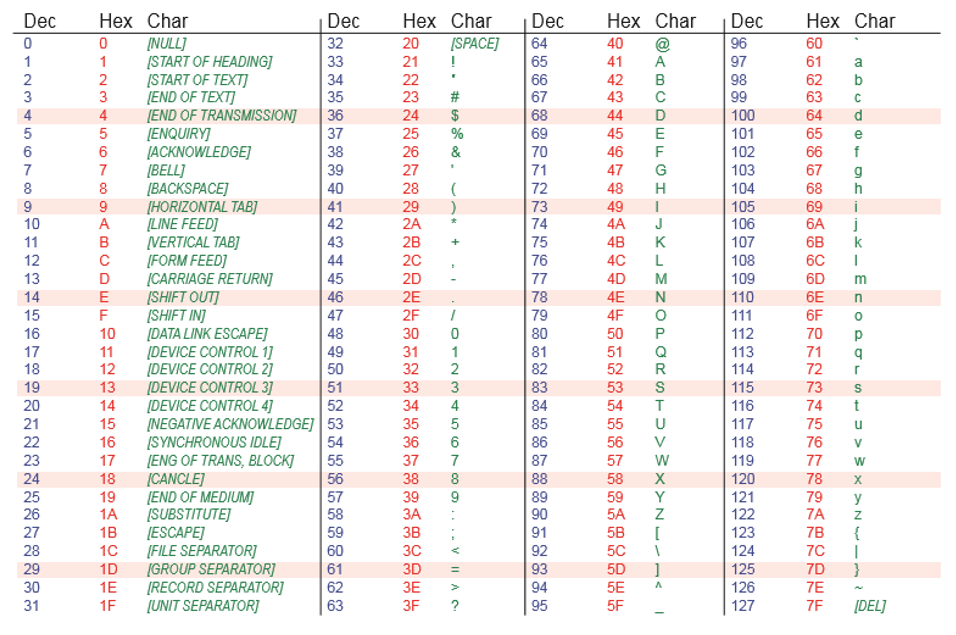 Dec Hex Char Dec Hex Char Dec Hex Char Dec Hex Char
0 0 [NULL] 32 20 [SPACE] 64 40 @ 96 60 `
1 1 [START OF HEADING] 33 21 ! 65 41 A 97 61 a
2 2 [START OF TEXT] 34 22 " 66 42 B 98 62 b
3 3 [END OF TEXT] 35 23 # 67 43 C 99 63 c
4 4 [END OF TRANSMISSION] 36 24 $ 68 44 D 100 64 d
5 5 [ENQUIRY] 37 25 % 69 45 E 101 65 e
6 6 [ACKNOWLEDGE] 38 26 & 70 46 F 102 66 f
7 7 [BELL] 39 27 ' 71 47 G 103 67 g
8 8 [BACKSPACE] 40 28 ( 72 48 H 104 68 h
9 9 [HORIZONTAL TAB] 41 29 ) 73 49 I 105 69 i
10 A [LINE FEED] 42 2A * 74 4A J 106 6A j
11 B [VERTICAL TAB] 43 2B + 75 4B K 107 6B k
12 C [FORM FEED] 44 2C , 76 4C L 108 6C l
13 D [CARRIAGE RETURN] 45 2D - 77 4D M 109 6D m
14 E [SHIFT OUT] 46 2E . 78 4E N 110 6E n
15 F [SHIFT IN] 47 2F / 79 4F O 111 6F o
16 10 [DATA LINK ESCAPE] 48 30 0 80 50 P 112 70 p
17 11 [DEVICE CONTROL 1] 49 31 1 81 51 Q 113 71 q
18 12 [DEVICE CONTROL 2] 50 32 2 82 52 R 114 72 r
19 13 [DEVICE CONTROL 3] 51 33 3 83 53 S 115 73 s
20 14 [DEVICE CONTROL 4] 52 34 4 84 54 T 116 74 t
21 15 [NEGATIVE ACKNOWLEDGE] 53 35 5 85 55 U 117 75 u
22 16 [SYNCHRONOUS IDLE] 54 36 6 86 56 V 118 76 v
23 17 [ENG OF TRANS, BLOCK] 55 37 7 87 57 W 119 77 w
24 18 [CANCLE] 56 38 8 88 58 X 120 78 x
25 19 [END OF MEDIUM] 57 39 9 89 59 Y 121 79 y
26 1A [SUBSTITUTE] 58 3A : 90 5A Z 122 7A z
27 1B [ESCAPE] 59 3B ; 91 5B [ 123 7B {
28 1C [FILE SEPARATOR] 60 3C < 92 5C \ 124 7C |
29 1D [GROUP SEPARATOR] 61 3D = 93 5D ] 125 7D }
30 1E [RECORD SEPARATOR] 62 3E > 94 5E ^ 126 7E ~
31 1F [UNIT SEPARATOR] 63 3F ? 95 5F _ 127 7F [DEL]